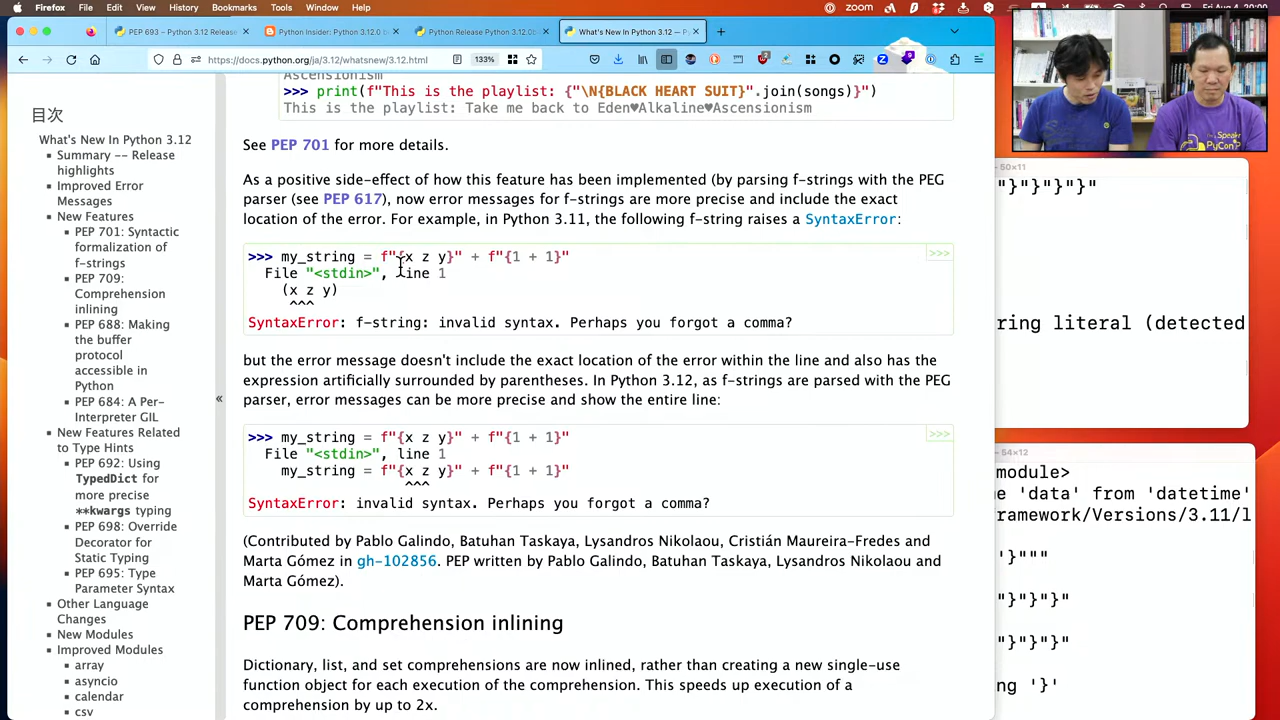 Firefox File Edit View History Bookmarks Tools Window Help
zoom
Fri Aug 4 20:00
PEP 693 – Python 3.12 Releas
Python Insider: Python 3.12.0 b
Python Release Python 3.12.0b
What's New In Python 3.12 — P
https://docs.python.org/ja/3.12/whatsnew/3.12.html
133%
目次
What's New In Python 3.12
Summary -- Release
highlights
Improved Error
Messages
New Features
PEP 701: Syntactic
formalization of
f-strings
PEP 709:
Comprehension
inlining
PEP 688: Making
the buffer
protocol
accessible in
Python
PEP 684: A Per-
Interpreter GIL
New Features Related
to Type Hints
PEP 692: Using
TypedDict for
more precise
**kwargs typing
PEP 698: Override
Decorator for
Static Typing
PEP 695: Type
Parameter Syntax
Other Language
Changes
New Modules
Improved Modules
array
asyncio
calendar
csv
«
Ascensionism
>>> print(f"This is the playlist: {"\N{BLACK HEART SUIT}".join(songs)}")
This is the playlist: Take me back to Eden♥Alkaline♥Ascensionism
See PEP 701 for more details.
As a positive side-effect of how this feature has been implemented (by parsing f-strings with the PEG
parser (see PEP 617), now error messages for f-strings are more precise and include the exact
location of the error. For example, in Python 3.11, the following f-string raises a SyntaxError:
>>> my_string = f"{x z y}" + f"{1 + 1}"
>>>
File "<stdin>", line 1
(x z y)
^^^
SyntaxError: f-string: invalid syntax. Perhaps you forgot a comma?
but the error message doesn't include the exact location of the error within the line and also has the
expression artificially surrounded by parentheses. In Python 3.12, as f-strings are parsed with the PEG
parser, error messages can be more precise and show the entire line:
>>> my_string = f"{x z y}" + f"{1 + 1}"
>>>
File "<stdin>", line 1
my_string = f"{x z y}" + f"{1 + 1}"
^^^
SyntaxError: invalid syntax. Perhaps you forgot a comma?
(Contributed by Pablo Galindo, Batuhan Taskaya, Lysandros Nikolaou, Cristián Maureira-Fredes and
Marta Gómez in gh-102856. PEP written by Pablo Galindo, Batuhan Taskaya, Lysandros Nikolaou and
Marta Gómez).
PEP 709: Comprehension inlining
Dictionary, list, and set comprehensions are now inlined, rather than creating a new single-use
function object for each execution of the comprehension. This speeds up execution of a
comprehension by up to 2x.
I'm Speaker
PyCon
50×11
"}"}"}"}"
ring literal (detected
54×12
module>
e 'data' from 'datetime'
ramework/Versions/3.11/l
'}"""
"}"}"}
"}"}"}
ng '}'